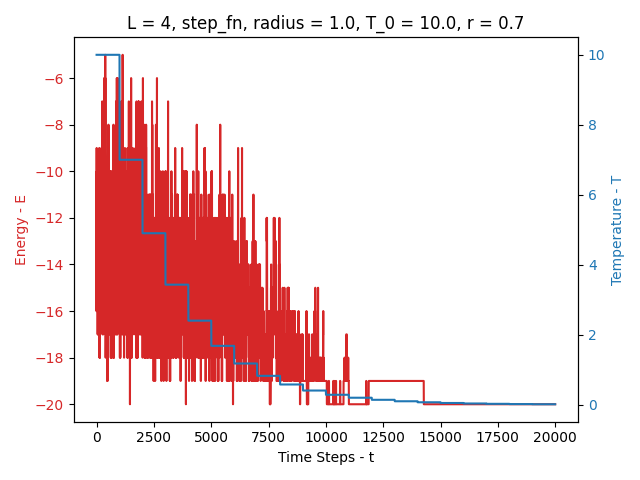 L = 4, step_fn, radius = 1.0, T_0 = 10.0, r = 0.7
Energy - E
−6
−8
−10
−12
−14
−16
−18
−20
10
8
6
4
2
0
Temperature - T
0 2500 5000 7500 10000 12500 15000 17500 20000
Time Steps - t